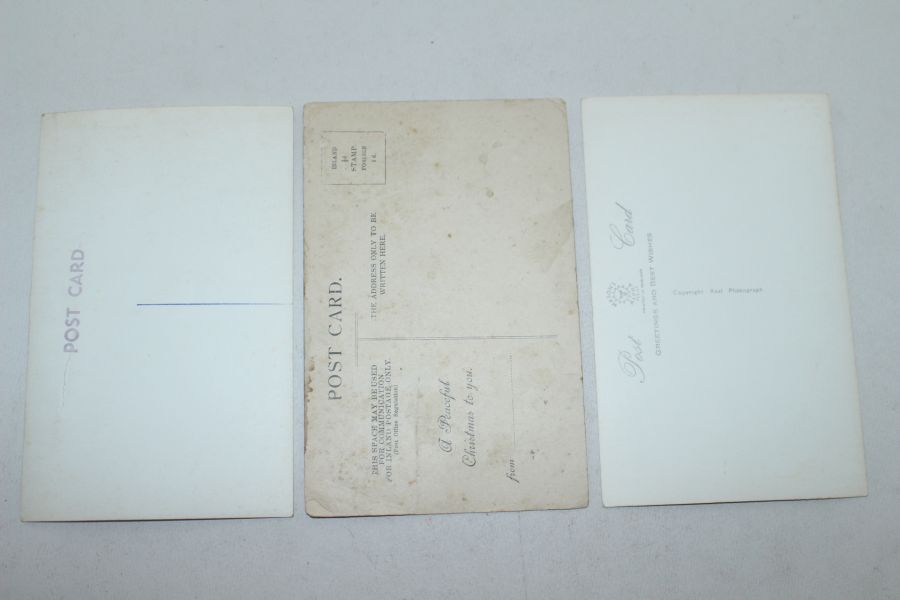 POST CARD
INLAND
½d
STAMP.
FOREIGN
1d.
POST CARD.
THIS SPACE MAY BE USED
FOR COMMUNICATION
FOR INLAND POSTAGE ONLY.
(Post Office Regulation)
THE ADDRESS ONLY TO BE
WRITTEN HERE.
A Peaceful
Christmas to you.
from
Post Card
GREETINGS AND BEST WISHES
Copyright Real Photograph